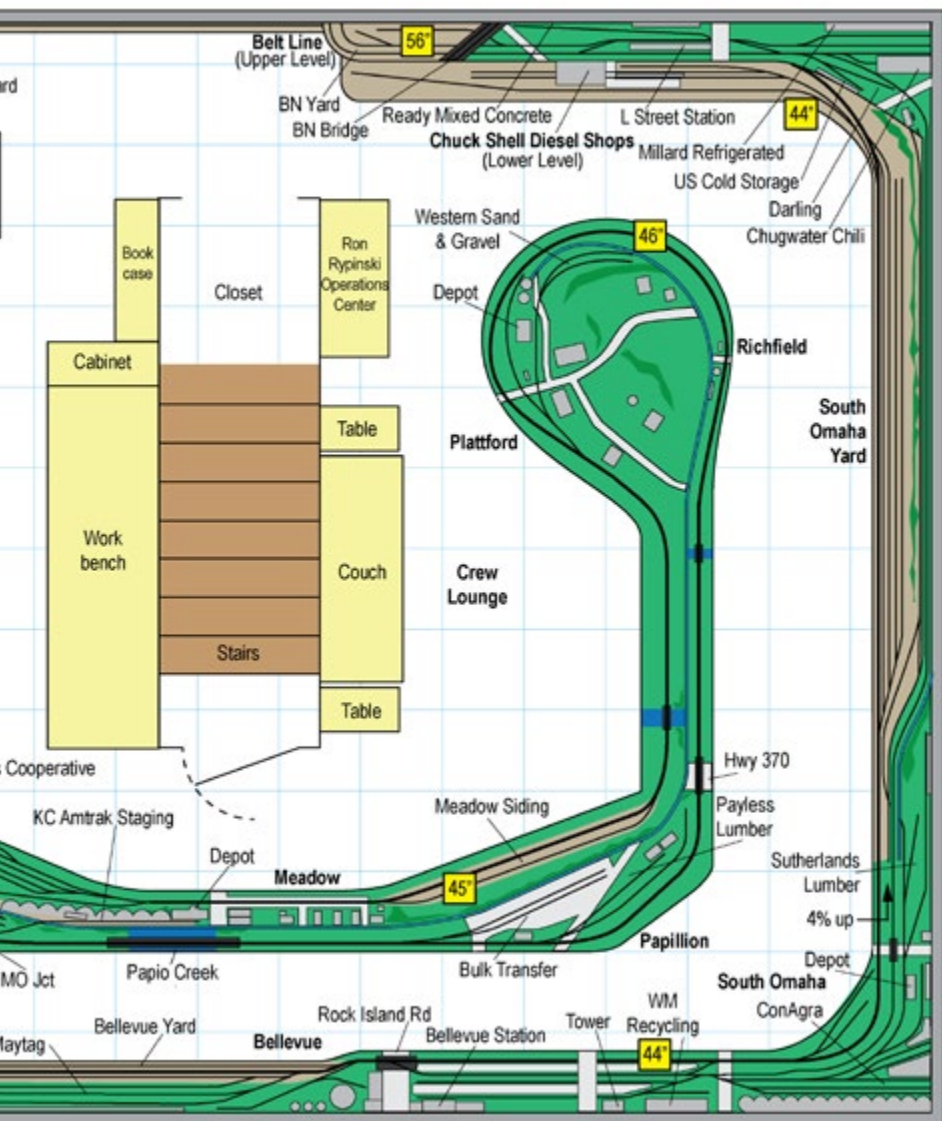 56"
Belt Line
(Upper Level)
BN Yard
BN Bridge
Ready Mixed Concrete
Chuck Shell Diesel Shops
(Lower Level)
L Street Station
44"
Millard Refrigerated
US Cold Storage
Darling
Chugwater Chili
Western Sand
& Gravel
46"
Depot
Richfield
Plattford
South
Omaha
Yard
Book
case
Closet
Ron
Rypinski
Operations
Center
Cabinet
Table
Work
bench
Couch
Crew
Lounge
Stairs
Table
Cooperative
Hwy 370
Meadow Siding
Payless
Lumber
KC Amtrak Staging
Depot
Meadow
45"
Sutherlands
Lumber
4% up
Papillion
Bulk Transfer
Papio Creek
MO Jct
Depot
South Omaha
ConAgra
WM
Recycling
Tower
Rock Island Rd
Bellevue Station
Bellevue Yard
Bellevue
Maytag
44"